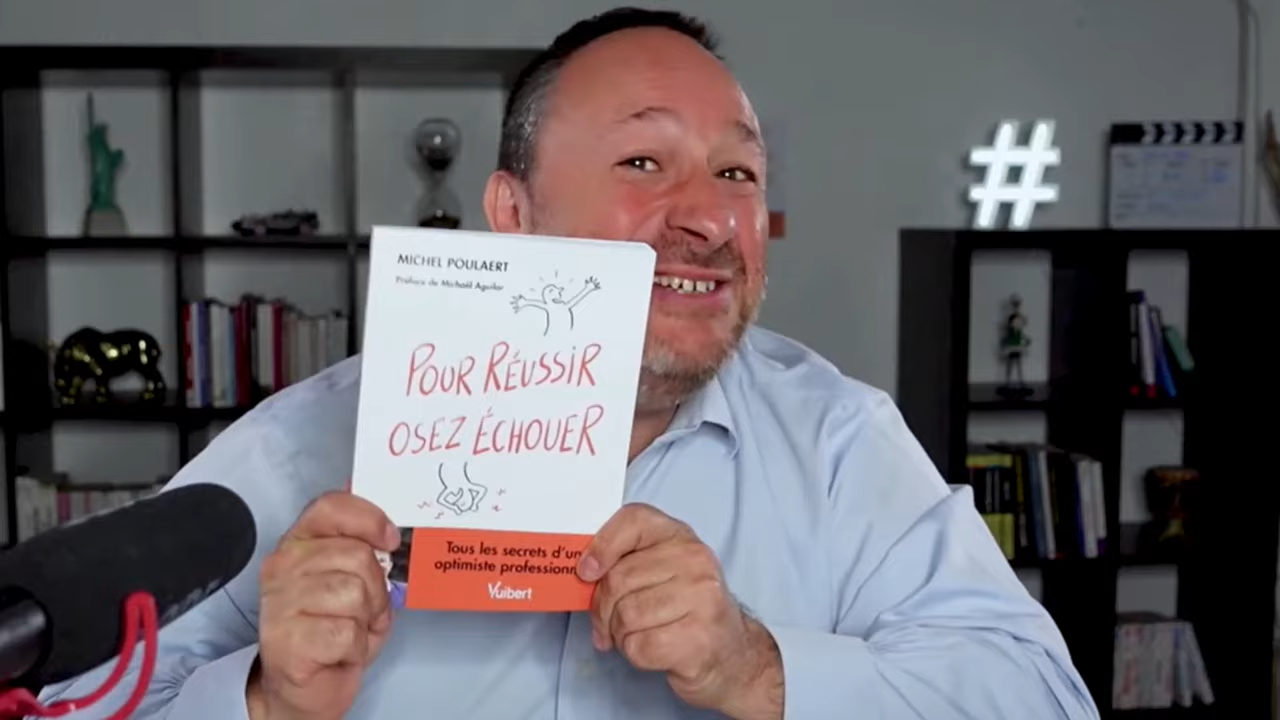 MICHEL POULAERT
Préface de Michaël Aguilar
POUR RÉUSSIR
OSEZ ÉCHOUER
Tous les secrets d'un
optimiste professionn
Vuibert
#